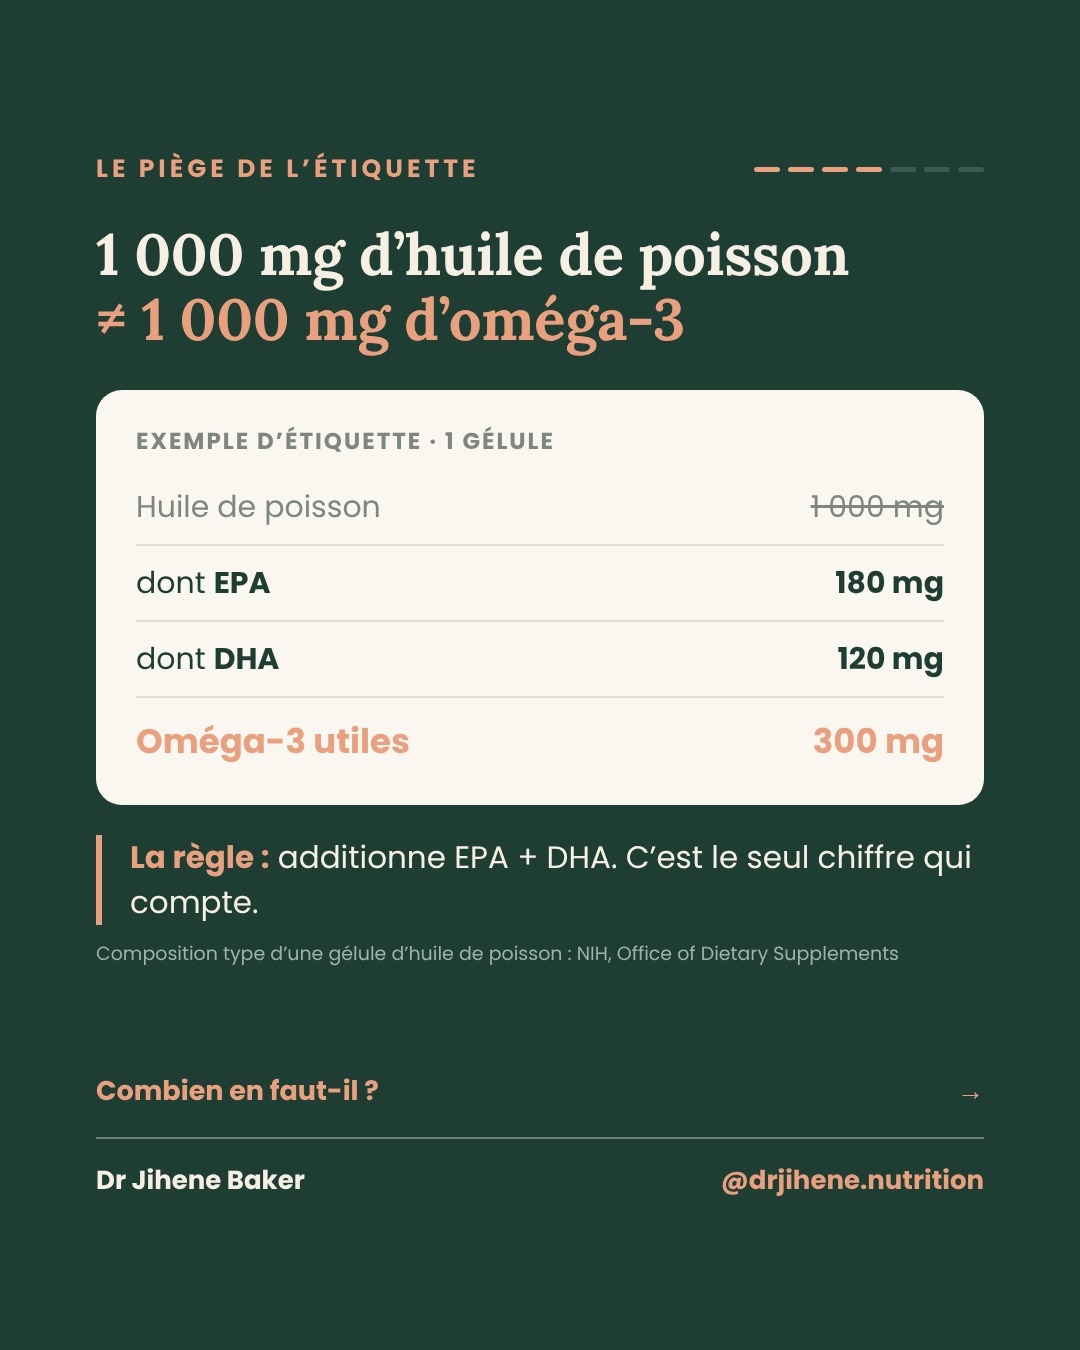 LE PIÈGE DE L’ÉTIQUETTE
1 000 mg d’huile de poisson
≠ 1 000 mg d’oméga-3
EXEMPLE D’ÉTIQUETTE · 1 GÉLULE
Huile de poisson 1 000 mg
dont EPA 180 mg
dont DHA 120 mg
Oméga-3 utiles 300 mg
La règle : additionne EPA + DHA. C’est le seul chiffre qui
compte.
Composition type d’une gélule d’huile de poisson : NIH, Office of Dietary Supplements
Combien en faut-il ? →
Dr Jihene Baker @drjihene.nutrition